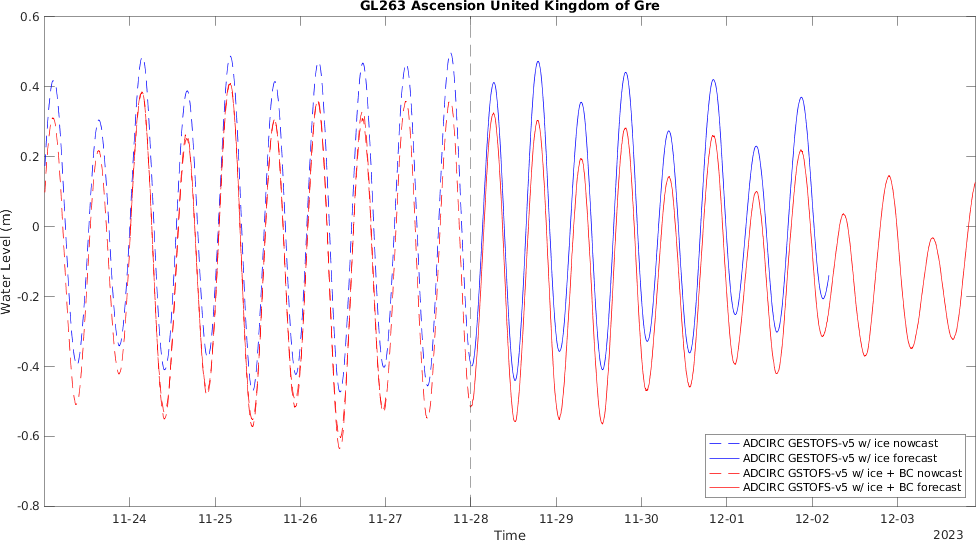 GL263 Ascension United Kingdom of Gre
0.6
0.4
0.2
0
-0.2
-0.4
-0.6
-0.8
Water Level (m)
ADCIRC GESTOFS-v5 w/ ice nowcast
ADCIRC GESTOFS-v5 w/ ice forecast
ADCIRC GSTOFS-v5 w/ ice + BC nowcast
ADCIRC GSTOFS-v5 w/ ice + BC forecast
11-24 11-25 11-26 11-27 11-28 11-29 11-30 12-01 12-02 12-03
Time
2023